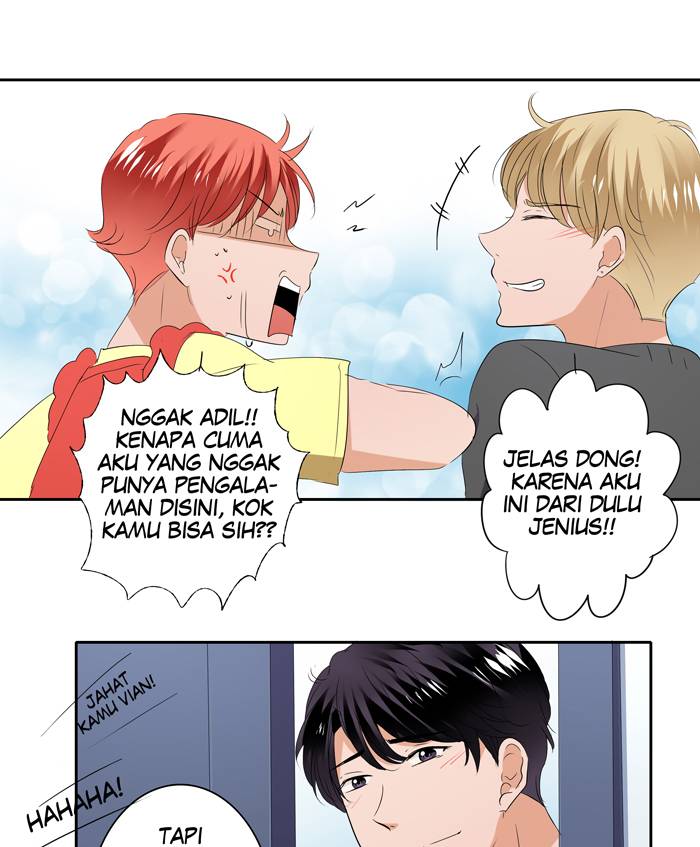 NGGAK ADIL!!
KENAPA CUMA
AKU YANG NGGAK
PUNYA PENGALA-
MAN DISINI, KOK
KAMU BISA SIH??
JELAS DONG!
KARENA AKU
INI DARI DULU
JENIUS!!
JAHAT
KAMU VIAN!
HAHAHA!
TAPI